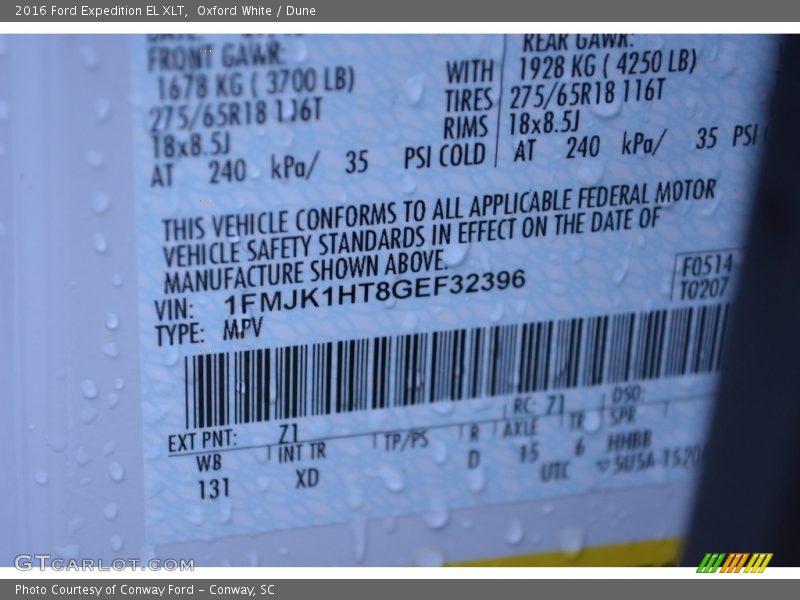 2016 Ford Expedition EL XLT,  Oxford White / Dune
FRONT GAWR:
1678 KG ( 3700 LB)
275/65R18 116T
18x8.5J
AT 240 kPa/ 35 PSI COLD
WITH
TIRES
RIMS
REAR GAWR:
1928 KG ( 4250 LB)
275/65R18 116T
18x8.5J
AT 240 kPa/ 35 PSI
THIS VEHICLE CONFORMS TO ALL APPLICABLE FEDERAL MOTOR
VEHICLE SAFETY STANDARDS IN EFFECT ON THE DATE OF
MANUFACTURE SHOWN ABOVE.
VIN: 1FMJK1HT8GEF32396
TYPE: MPV
F0514
T0207
RC: Z1 DSO:
EXT PNT: Z1
WB INT TR TP/PS R AXLE TR SPR
131 XD D 15 6 HHBB
UTC
GTCARLOT.COM
Photo Courtesy of Conway Ford – Conway, SC